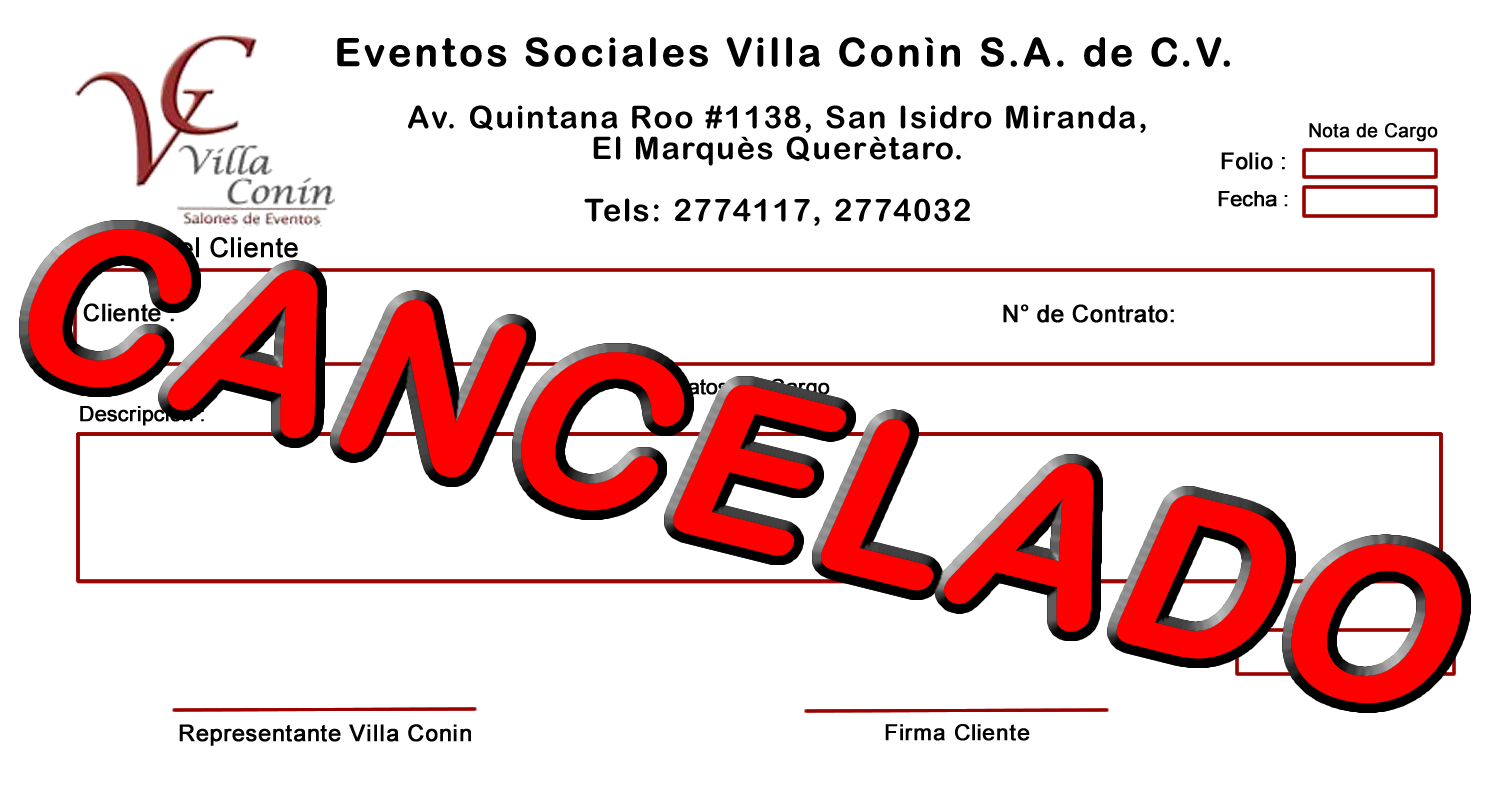 Eventos Sociales Villa Conìn S.A. de C.V.
Av. Quintana Roo #1138, San Isidro Miranda,
El Marquès Querètaro.
Tels: 2774117, 2774032
VC
Villa
Conín
Salones de Eventos
Nota de Cargo
Folio :
Fecha :
Cliente
Cliente :
N° de Contrato:
Cargo
Descripción :
CANCELADO
Representante Villa Conin
Firma Cliente